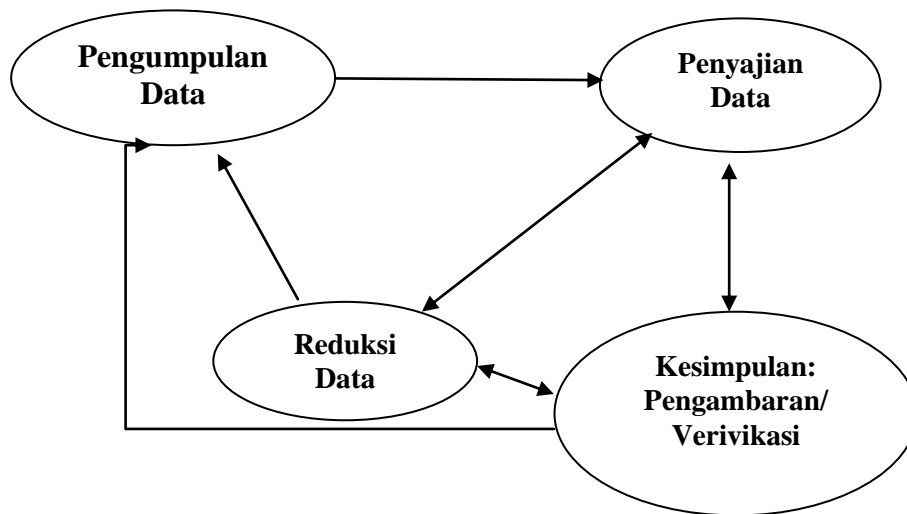 Pengumpulan
Data
Penyajian
Data
Reduksi
Data
Kesimpulan:
Pengambaran/
Verivikasi